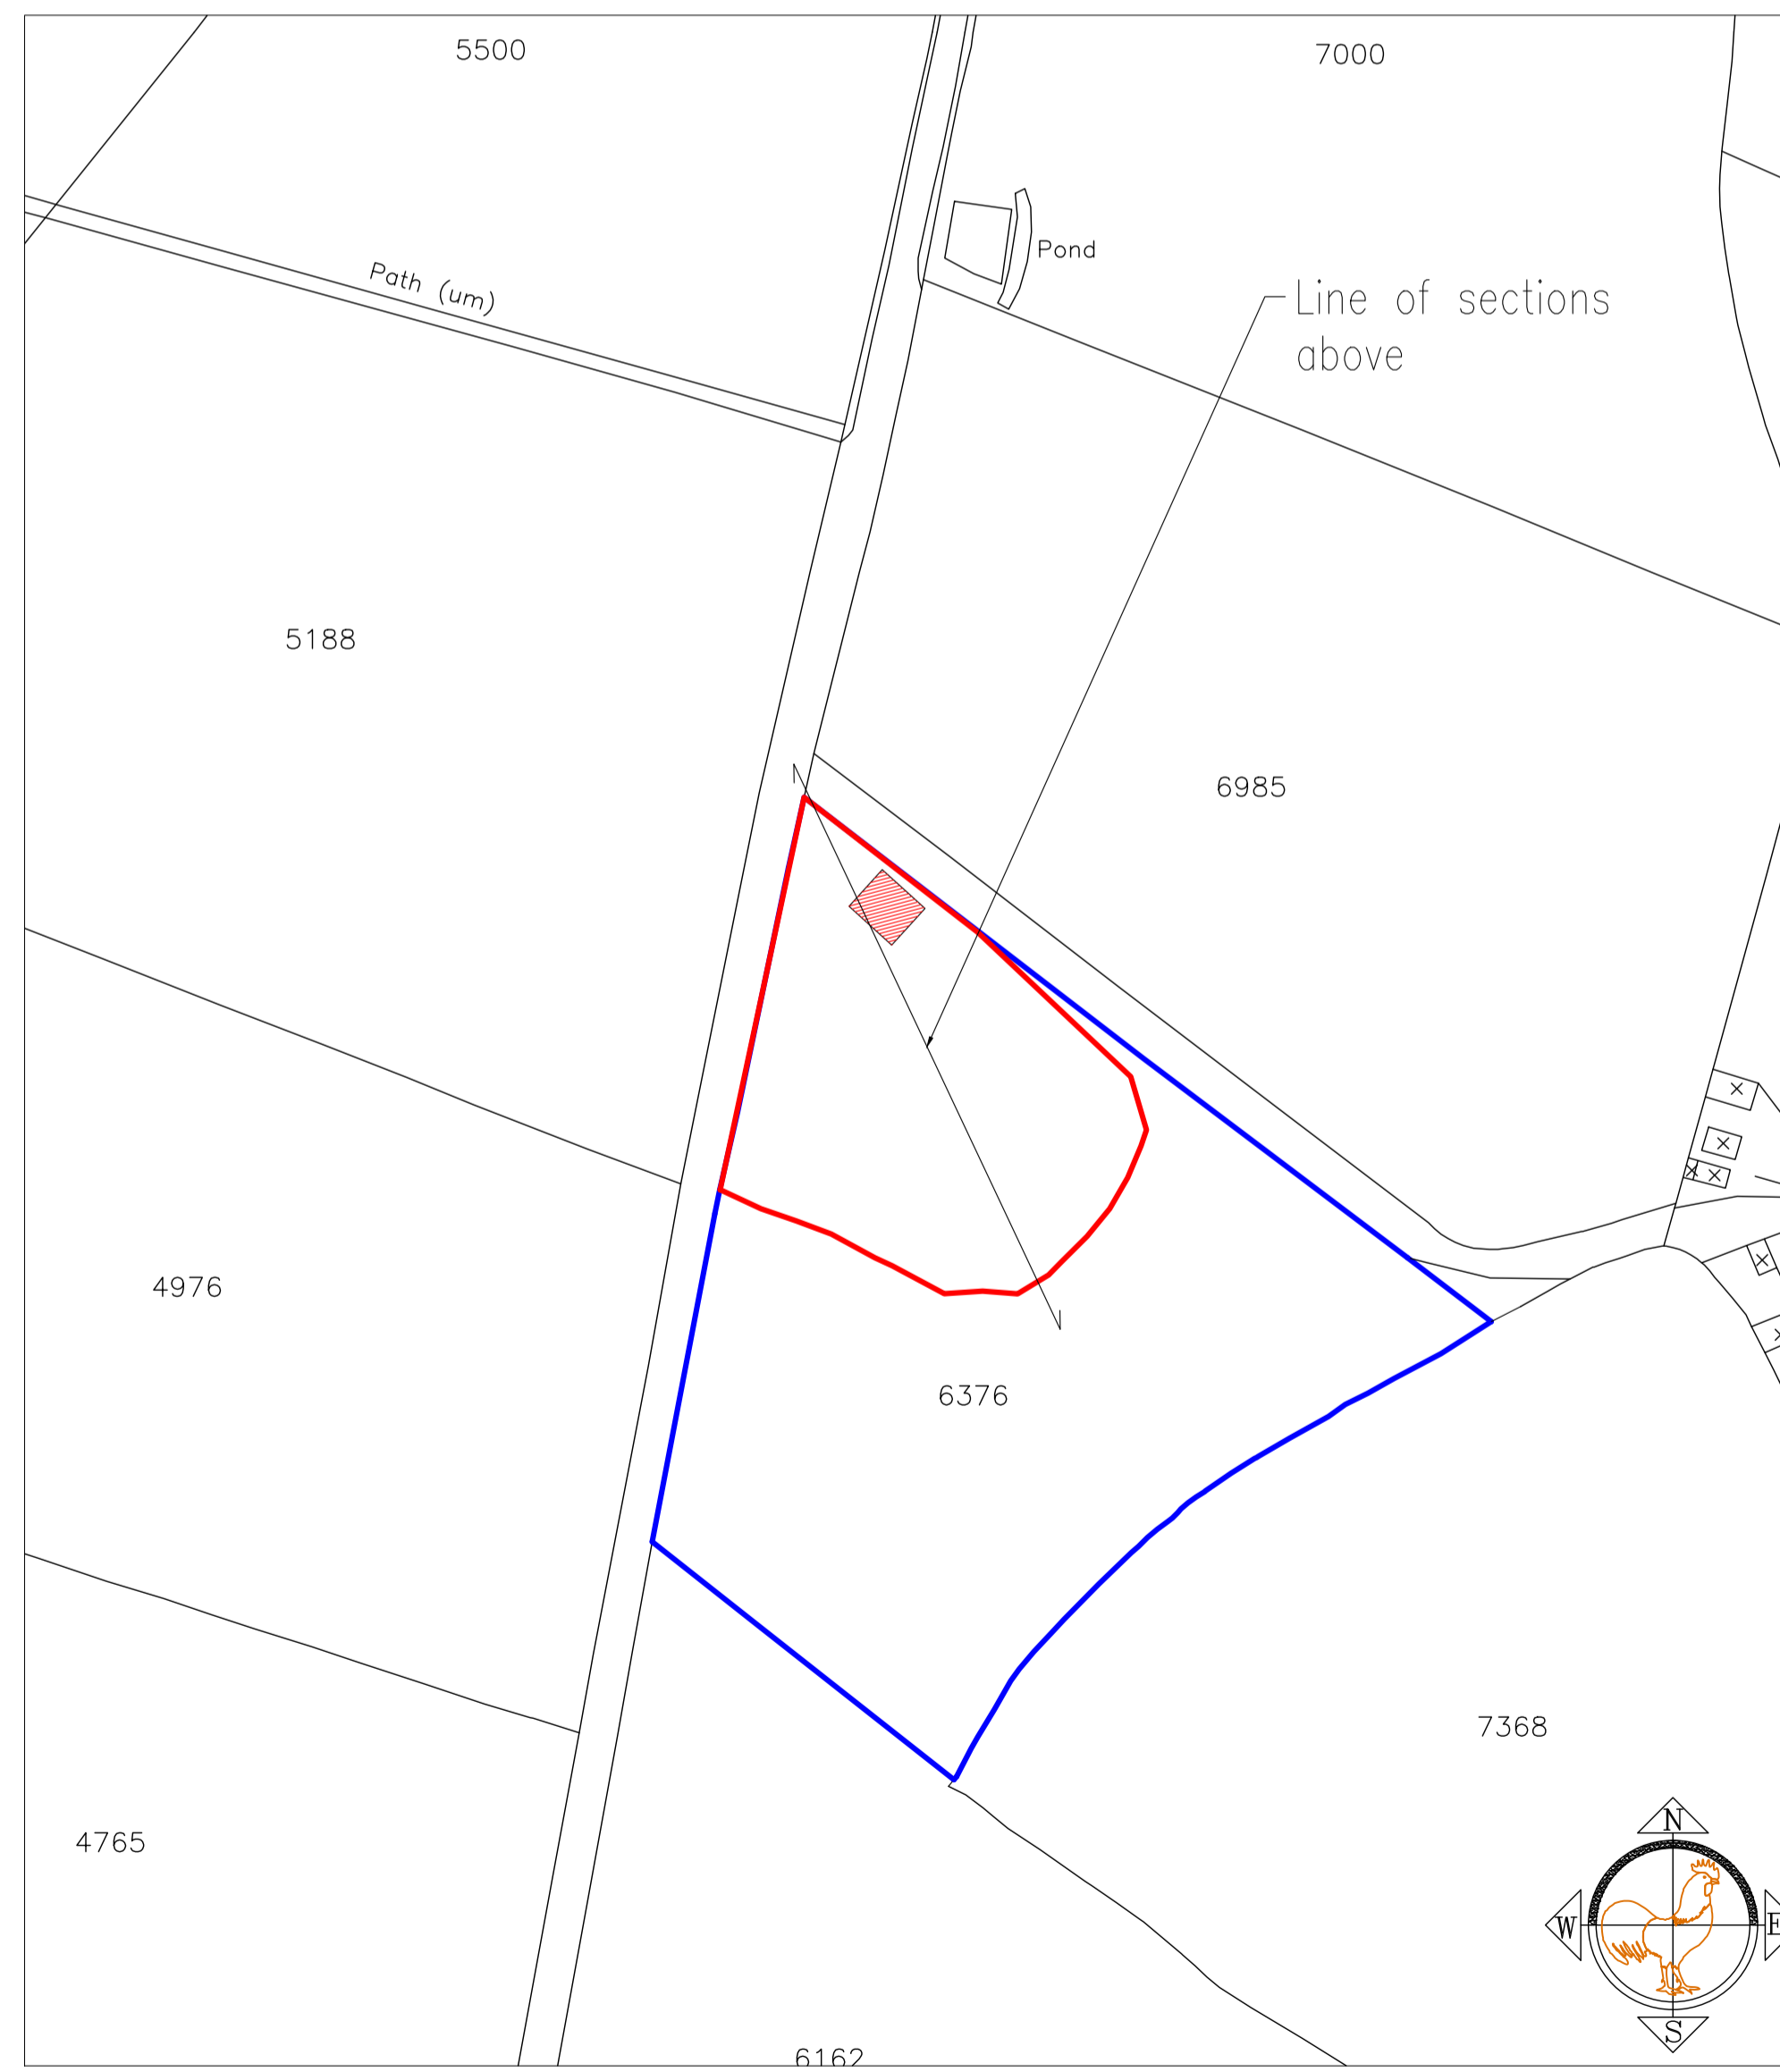 5500
7000
Pond
Path (um)
Line of sections
above
5188
6985
4976
6376
7368
4765
N
W
E
S
6162